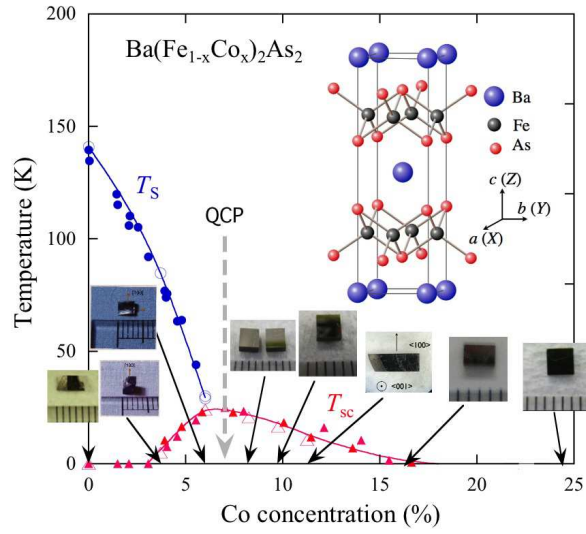 200
150
100
50
0
Temperature (K)
Ba(Fe1-xCox)2As2
Ba
Fe
As
c (Z)
b (Y)
a (X)
TS
QCP
Tsc
<100>
<001>
0
5
10
15
20
25
Co concentration (%)